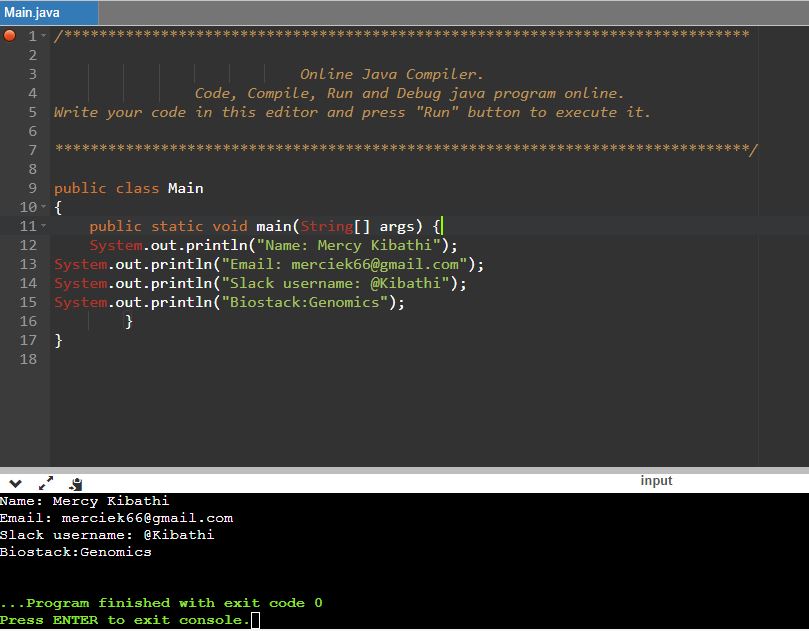 Main.java
1 /******************************************************************************
2
3 Online Java Compiler.
4 Code, Compile, Run and Debug java program online.
5 Write your code in this editor and press "Run" button to execute it.
6
7 *******************************************************************************/
8
9 public class Main
10 {
11 public static void main(String[] args) {
12 System.out.println("Name: Mercy Kibathi");
13 System.out.println("Email: merciek66@gmail.com");
14 System.out.println("Slack username: @Kibathi");
15 System.out.println("Biostack:Genomics");
16 }
17 }
18
input
Name: Mercy Kibathi
Email: merciek66@gmail.com
Slack username: @Kibathi
Biostack:Genomics
...Program finished with exit code 0
Press ENTER to exit console.